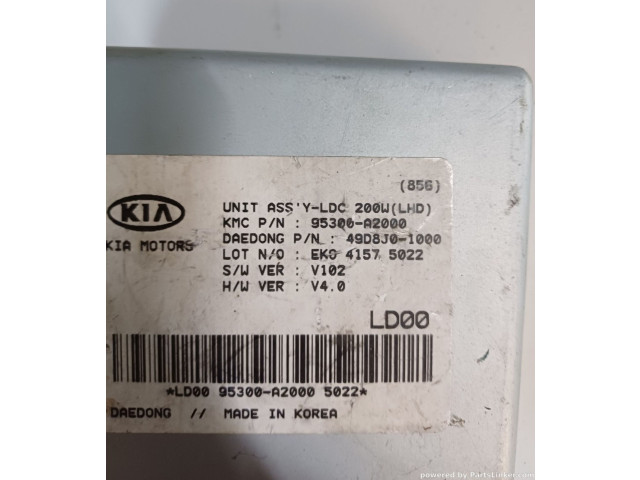 (856)
KIA
KIA MOTORS
UNIT ASS'Y-LDC 200W(LHD)
KMC P/N : 95300-A2000
DAEDONG P/N : 49D8J0-1000
LOT N/O : EKO 4157 5022
S/W VER : V102
H/W VER : V4.0
LD00
*LD00 95300-A2000 5022*
DAEDONG // MADE IN KOREA
powered by PartsLinker.com